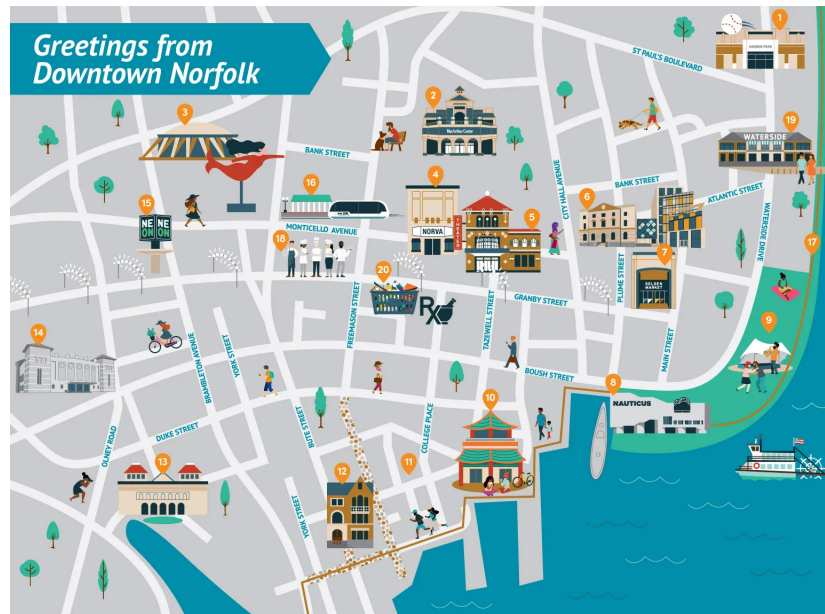 Greetings from
Downtown Norfolk
1
HARBOR PARK
ST PAUL'S BOULEVARD
2
MacArthur Center
3
19
WATERSIDE
BANK STREET
4
CITY HALL AVENUE
BANK STREET
ATLANTIC STREET
16
15
NE
ON
NE
ON
6
5
NORVA
THEATER
MONTICELLO AVENUE
18
WATERSIDE DRIVE
17
7
SELDEN
MARKET
PLUME STREET
20
Rx
FREEMASON STREET
GRANBY STREET
TAZEWELL STREET
MAIN STREET
9
14
BRAMBLETON AVENUE
YORK STREET
BOUSH STREET
8
NAUTICUS
10
OLNEY ROAD
DUKE STREET
BUTE STREET
COLLEGE PLACE
13
12
11
YORK STREET